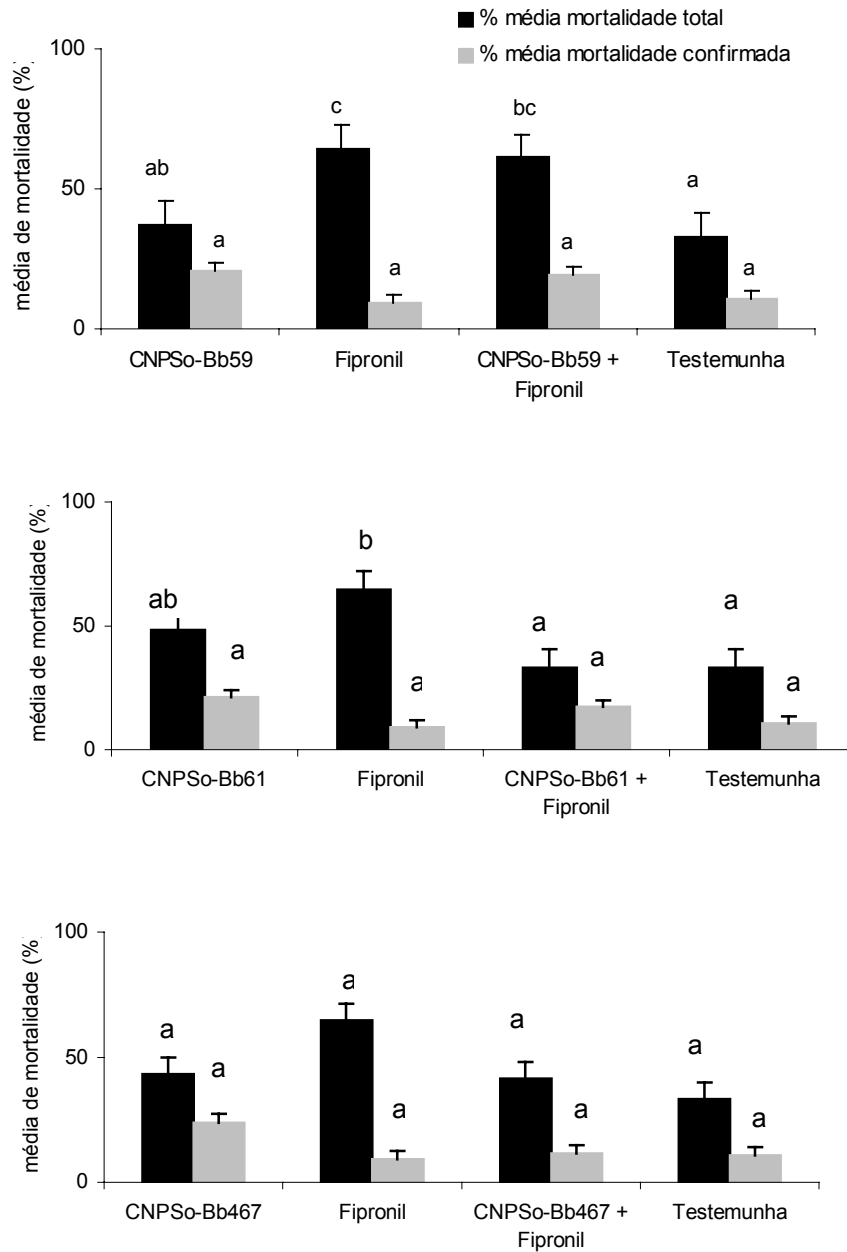 % média mortalidade total
% média mortalidade confirmada
média de mortalidade (%)
100
50
0
ab
a
c
a
bc
a
a
a
CNPSo-Bb59
Fipronil
CNPSo-Bb59 +
Fipronil
Testemunha
média de mortalidade (%)
100
50
0
ab
a
b
a
a
a
a
a
CNPSo-Bb61
Fipronil
CNPSo-Bb61 +
Fipronil
Testemunha
média de mortalidade (%
100
50
0
a
a
a
a
a
a
a
a
CNPSo-Bb467
Fipronil
CNPSo-Bb467 +
Fipronil
Testemunha